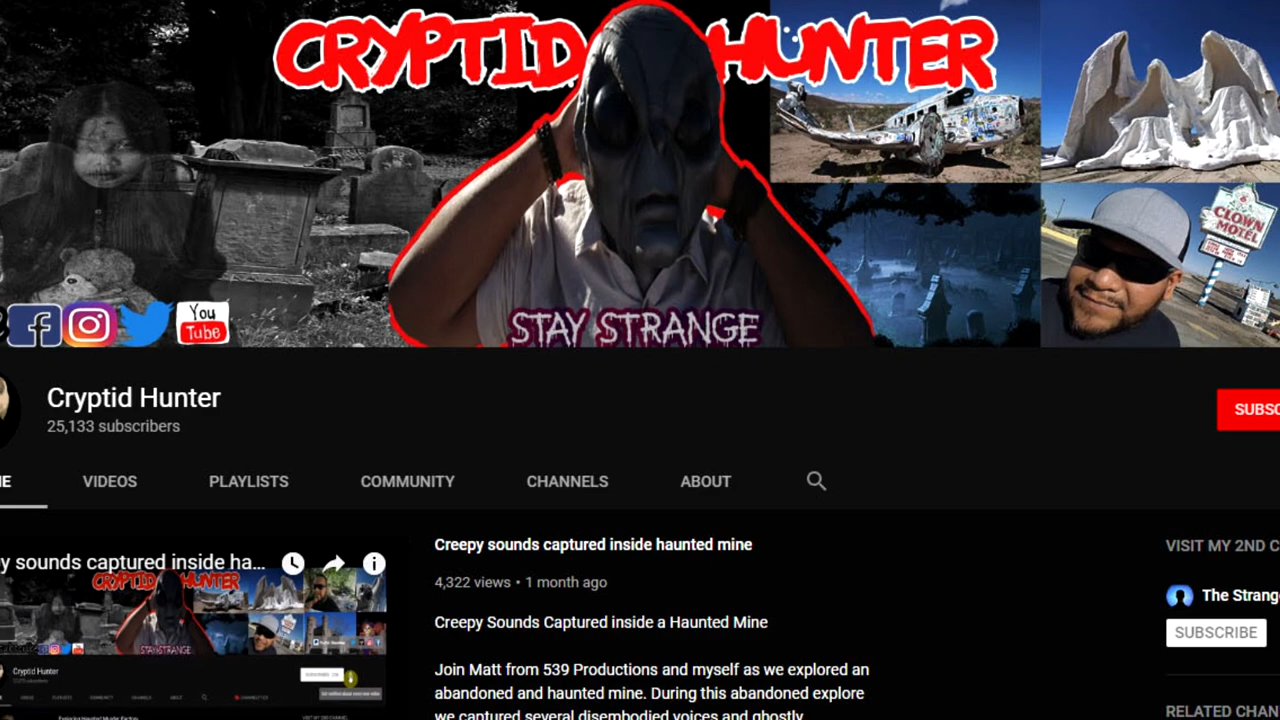 CRYPTID HUNTER
CLOWN
MOTEL
You
Tube
STAY STRANGE
Cryptid Hunter
25,133 subscribers
SUBSC
ME
VIDEOS
PLAYLISTS
COMMUNITY
CHANNELS
ABOUT
y sounds captured inside ha...
CRYPTID HUNTER
STAY STRANGE
Cryptid Hunter
Creepy sounds captured inside haunted mine
4,322 views • 1 month ago
Creepy Sounds Captured inside a Haunted Mine
Join Matt from 539 Productions and myself as we explored an
abandoned and haunted mine. During this abandoned explore
we captured several disembodied voices and ghostly
VISIT MY 2ND C
The Strang
SUBSCRIBE
RELATED CHAN